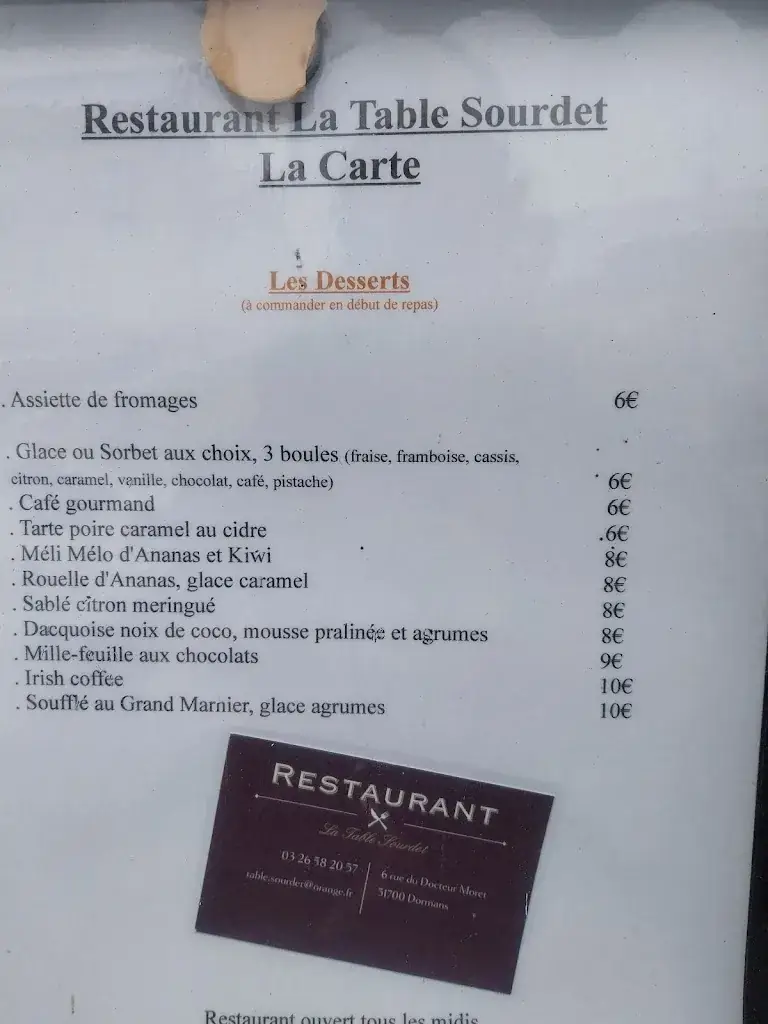 Restaurant La Table Sourdet
La Carte
Les Desserts
(à commander en début de repas)
. Assiette de fromages 6€
. Glace ou Sorbet aux choix, 3 boules (fraise, framboise, cassis,
citron, caramel, vanille, chocolat, café, pistache) 6€
. Café gourmand 6€
. Tarte poire caramel au cidre 6€
. Méli Mélo d'Ananas et Kiwi 8€
. Rouelle d'Ananas, glace caramel 8€
. Sablé citron meringué 8€
. Dacquoise noix de coco, mousse pralinée et agrumes 8€
. Mille-feuille aux chocolats 9€
. Irish coffee 10€
. Soufflé au Grand Marnier, glace agrumes 10€
RESTAURANT
La Table Sourdet
03 26 58 20 57
table.sourdet@orange.fr
6 rue du Docteur Moret
51700 Dormans
Restaurant ouvert tous les midis